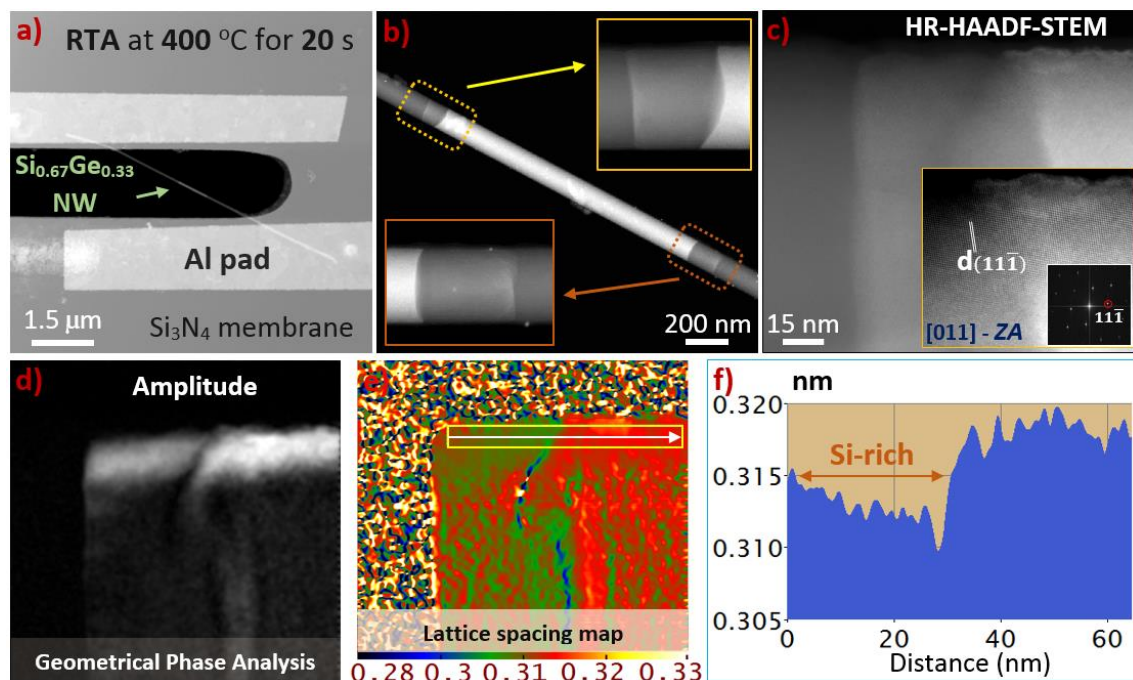 a)
RTA at 400 °C for 20 s
Si₀.₆₇Ge₀.₃₃
NW
Al pad
1.5 µm
Si₃N₄ membrane
b)
200 nm
c)
HR-HAADF-STEM
d(111̅)
111̅
[011] - ZA
15 nm
d)
Amplitude
Geometrical Phase Analysis
e)
Lattice spacing map
0.28 0.3 0.31 0.32 0.33
f)
nm
0.320
0.315
0.310
0.305
Si-rich
0 20 40 60
Distance (nm)